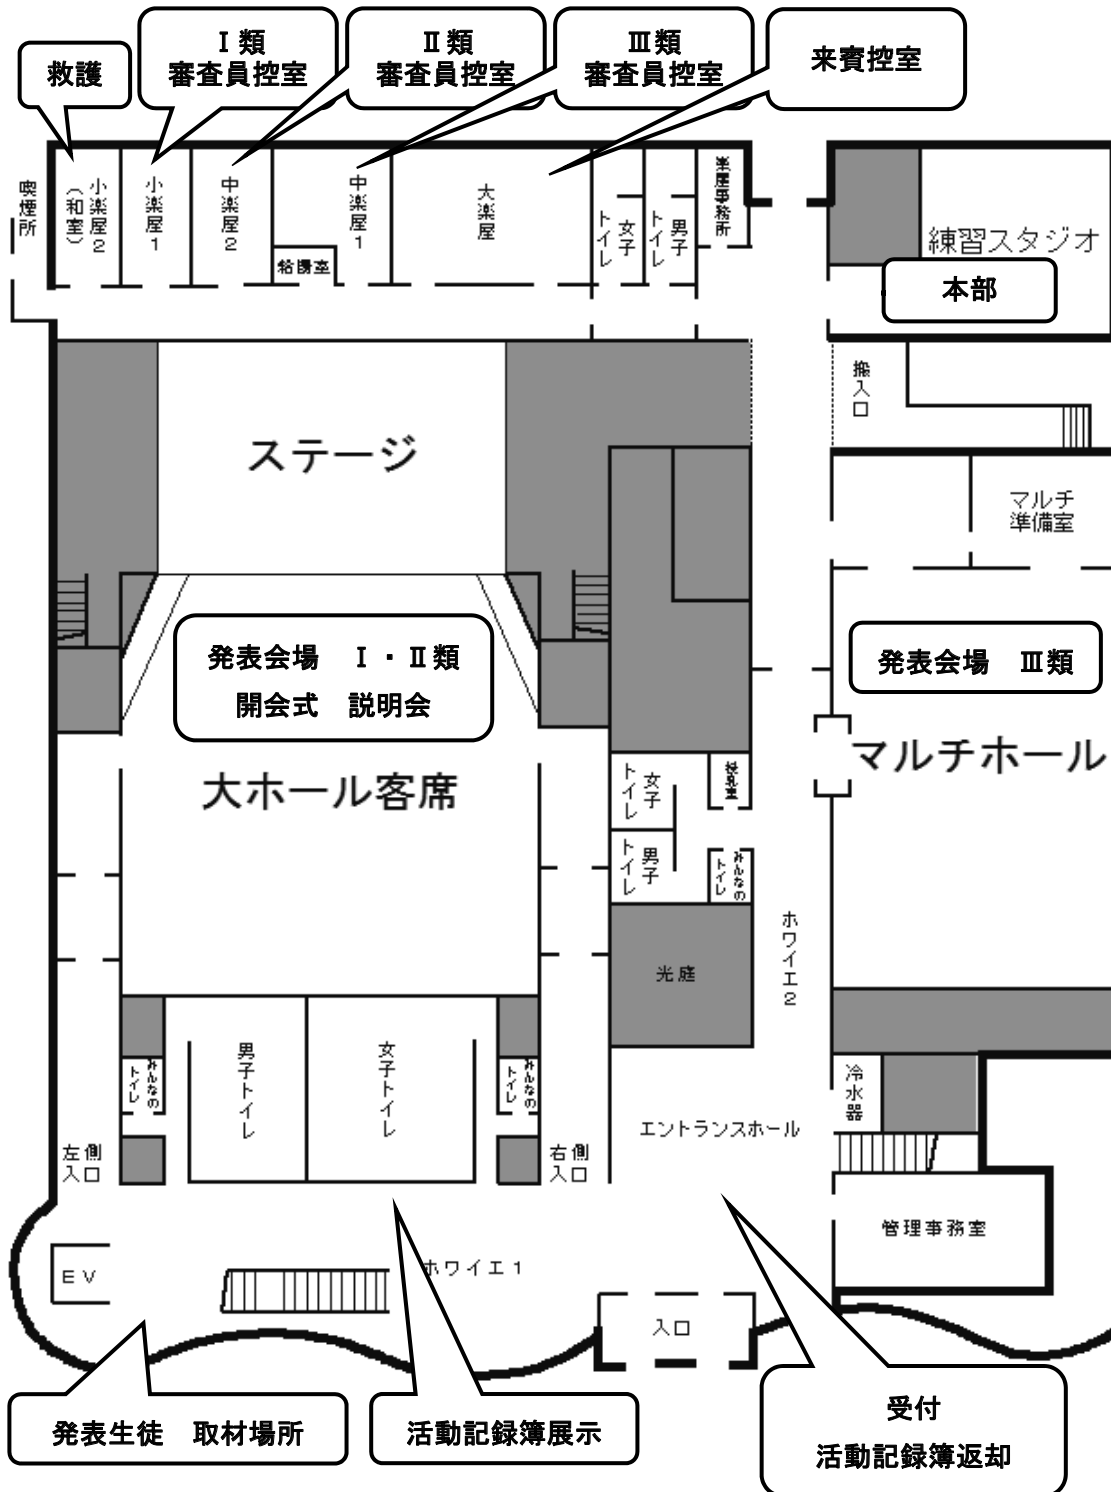 救護
Ⅰ類
審査員控室
Ⅱ類
審査員控室
Ⅲ類
審査員控室
来賓控室
喫煙所
小楽屋2
（和室）
小楽屋1
中楽屋2
給湯室
中楽屋1
大楽屋
女子
トイレ
男子
トイレ
楽屋事務所
練習スタジオ
本部
搬入口
ステージ
マルチ
準備室
発表会場　Ⅰ・Ⅱ類
開会式　説明会
発表会場　Ⅲ類
大ホール客席
マルチホール
女子
トイレ
男子
トイレ
みんなの
トイレ
ホワイエ2
光庭
男子トイレ
女子トイレ
みんなの
トイレ
みんなの
トイレ
冷水器
エントランスホール
左側
入口
右側
入口
管理事務室
EV
ホワイエ1
入口
発表生徒　取材場所
活動記録簿展示
受付
活動記録簿返却